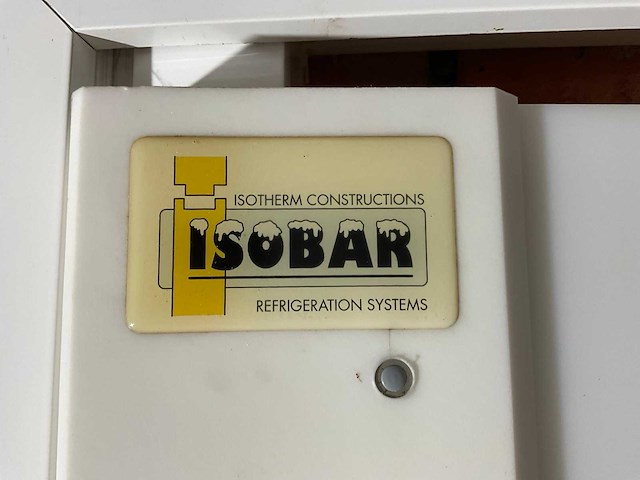 ISOTHERM CONSTRUCTIONS
ISOBAR
REFRIGERATION SYSTEMS